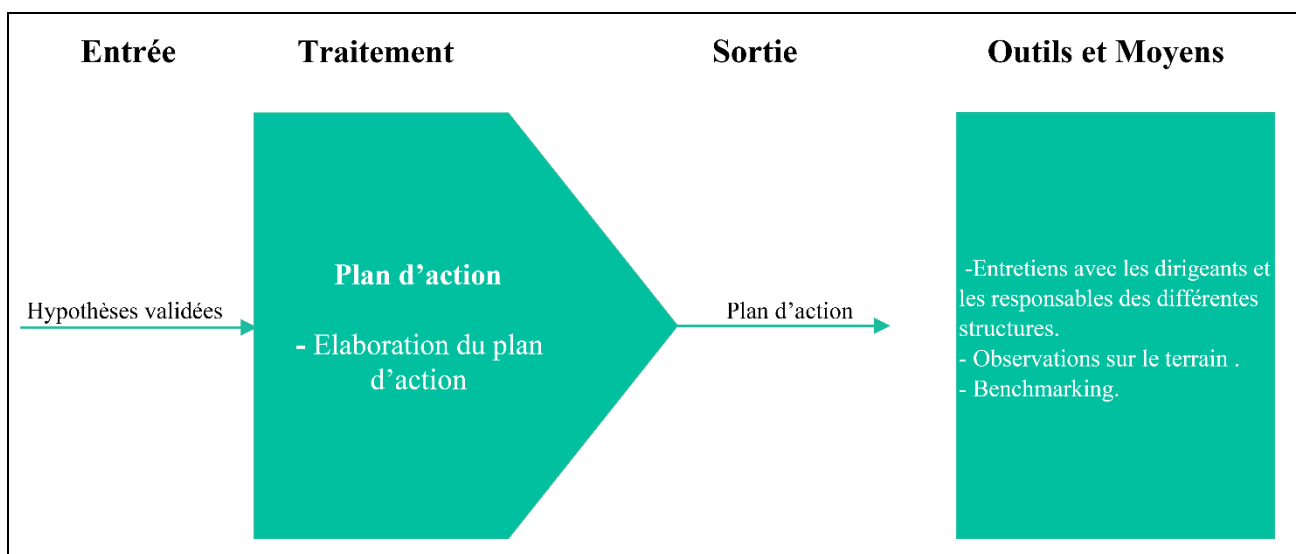 Entrée
Traitement
Sortie
Outils et Moyens
Hypothèses validées
Plan d’action
- Elaboration du plan
d’action
Plan d’action
-Entretiens avec les dirigeants et
les responsables des différentes
structures.
- Observations sur le terrain .
- Benchmarking.